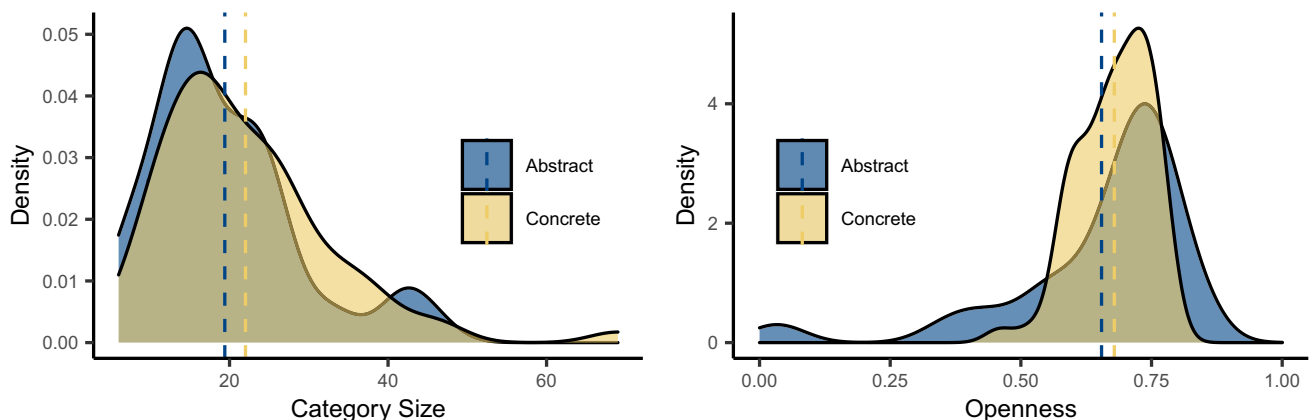 0.05
0.04
0.03
0.02
0.01
0.00
Density
20
40
60
Category Size
Abstract
Concrete
4
2
0
Density
0.00
0.25
0.50
0.75
1.00
Openness
Abstract
Concrete